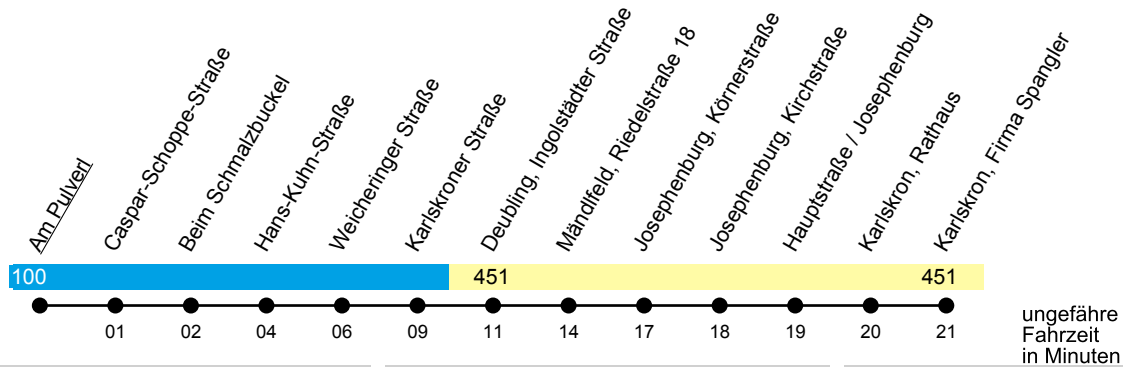 Am Pulverl
Caspar-Schoppe-Straße
Beim Schmalzbuckel
Hans-Kuhn-Straße
Weicheringer Straße
Karlskroner Straße
Deubling, Ingolstädter Straße
Mändlfeld, Riedelstraße 18
Josephenburg, Körnerstraße
Josephenburg, Kirchstraße
Hauptstraße / Josephenburg
Karlskron, Rathaus
Karlskron, Firma Spangler
100 451 451
01 02 04 06 09 11 14 17 18 19 20 21
ungefähre
Fahrzeit
in Minuten